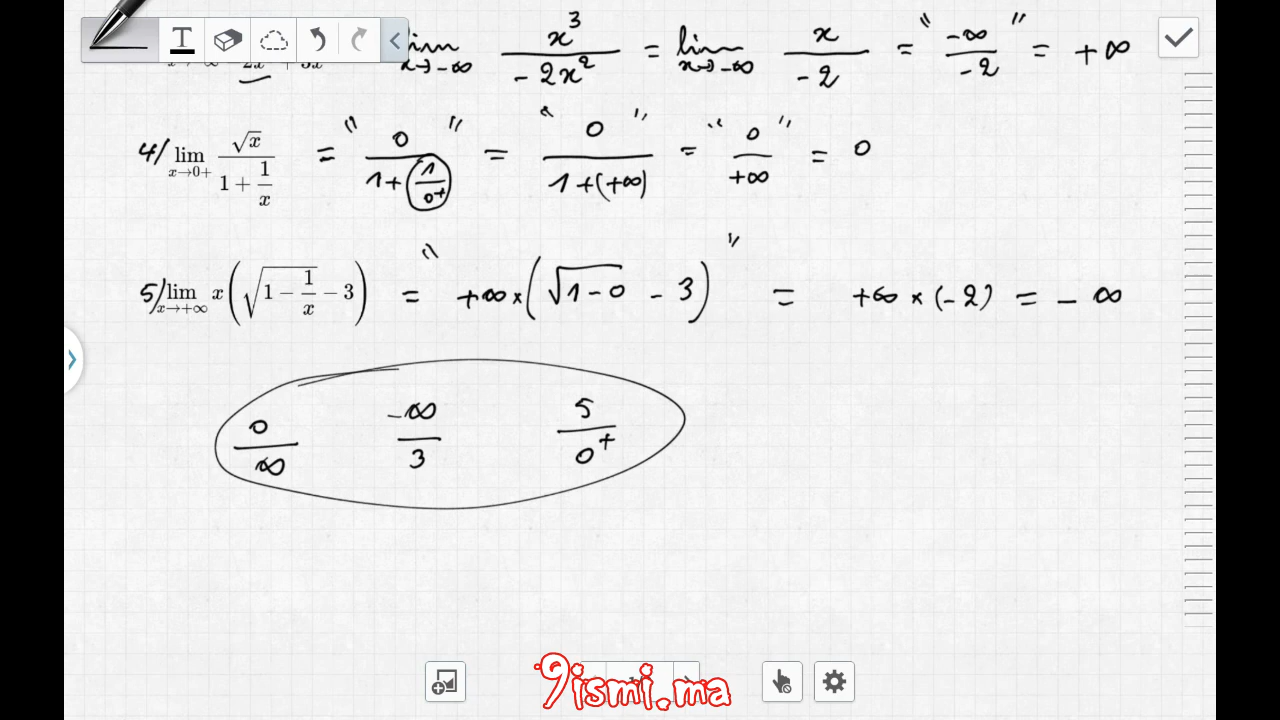 lim x→-∞ x³/-2x² = lim x→-∞ x/-2 = "-∞/-2" = +∞
4/ lim x→0+ √x/(1+1/x) = "0/(1+(1/0⁺))" = "0/(1+(+∞))" = "0/+∞" = 0
5/ lim x→+∞ x(√(1-1/x) -3) = "+∞×(√1-0 - 3)" = +∞×(-2) = -∞
0/∞ -∞/3 5/0⁺
9ismi.ma